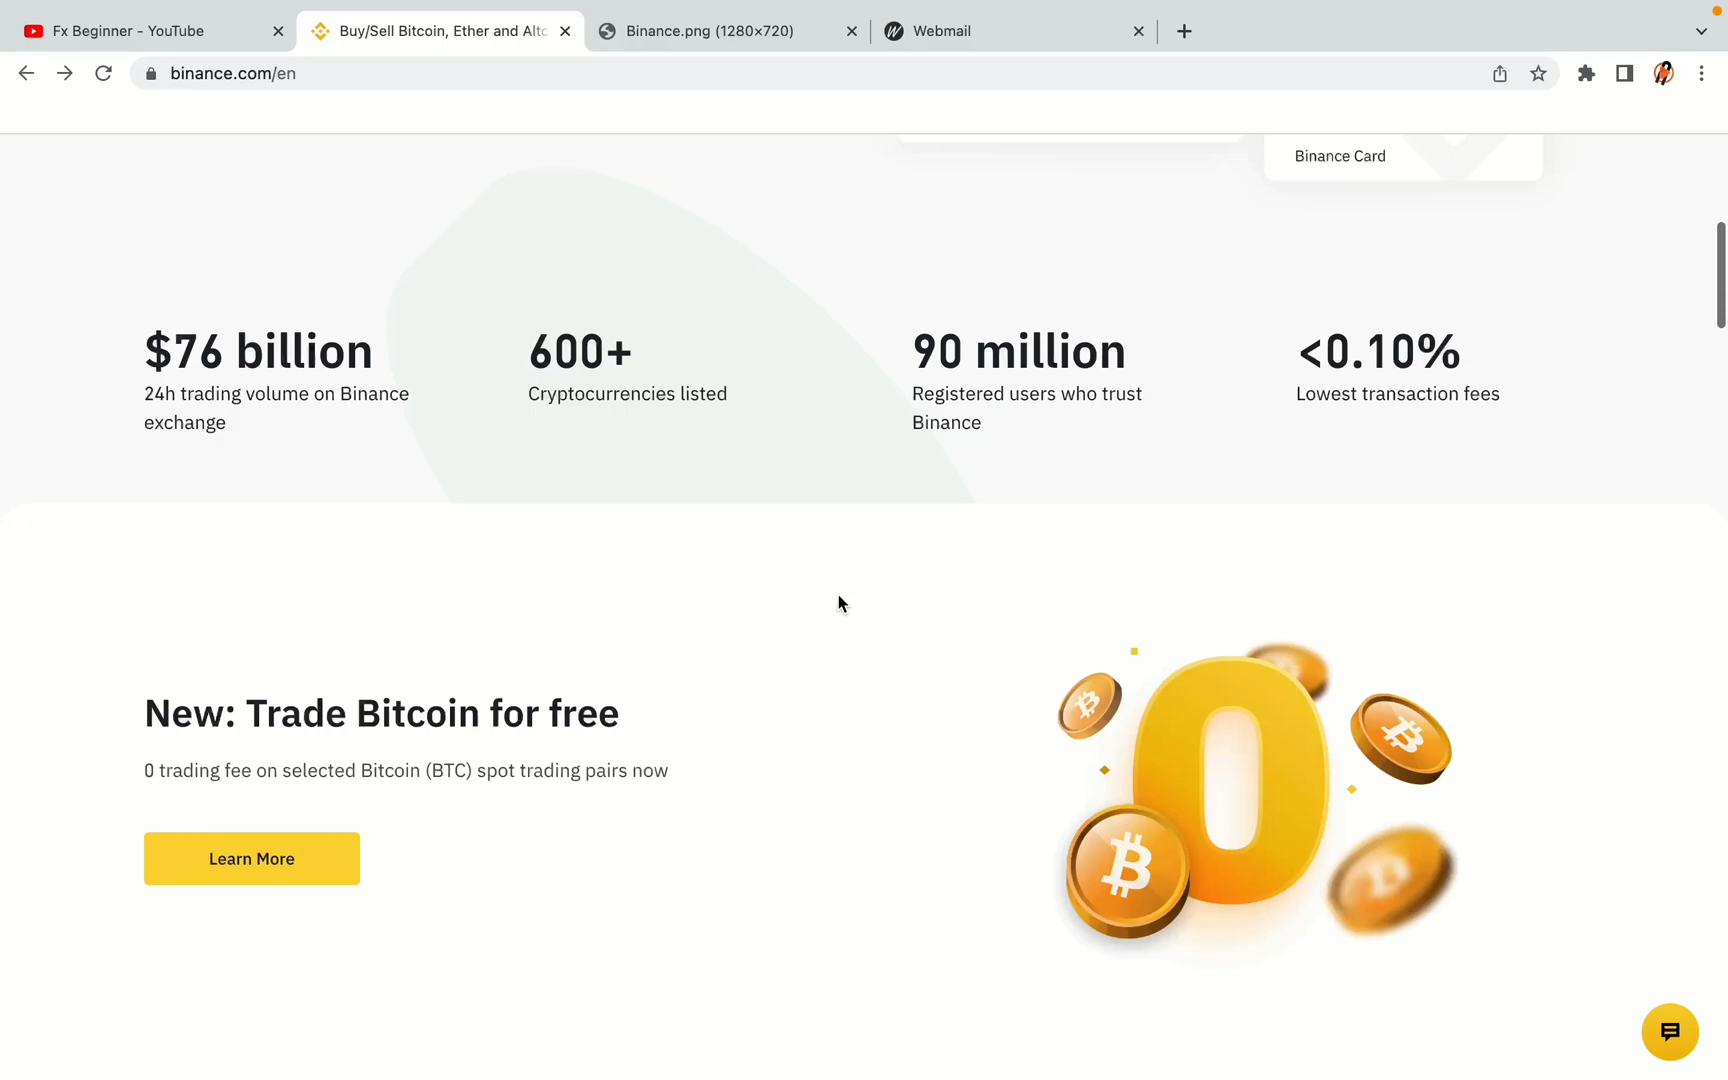 Fx Beginner - YouTube
Buy/Sell Bitcoin, Ether and Altc
Binance.png (1280×720)
Webmail
binance.com/en
Binance Card
$76 billion
600+
90 million
<0.10%
24h trading volume on Binance
exchange
Cryptocurrencies listed
Registered users who trust
Binance
Lowest transaction fees
New: Trade Bitcoin for free
0 trading fee on selected Bitcoin (BTC) spot trading pairs now
Learn More
0